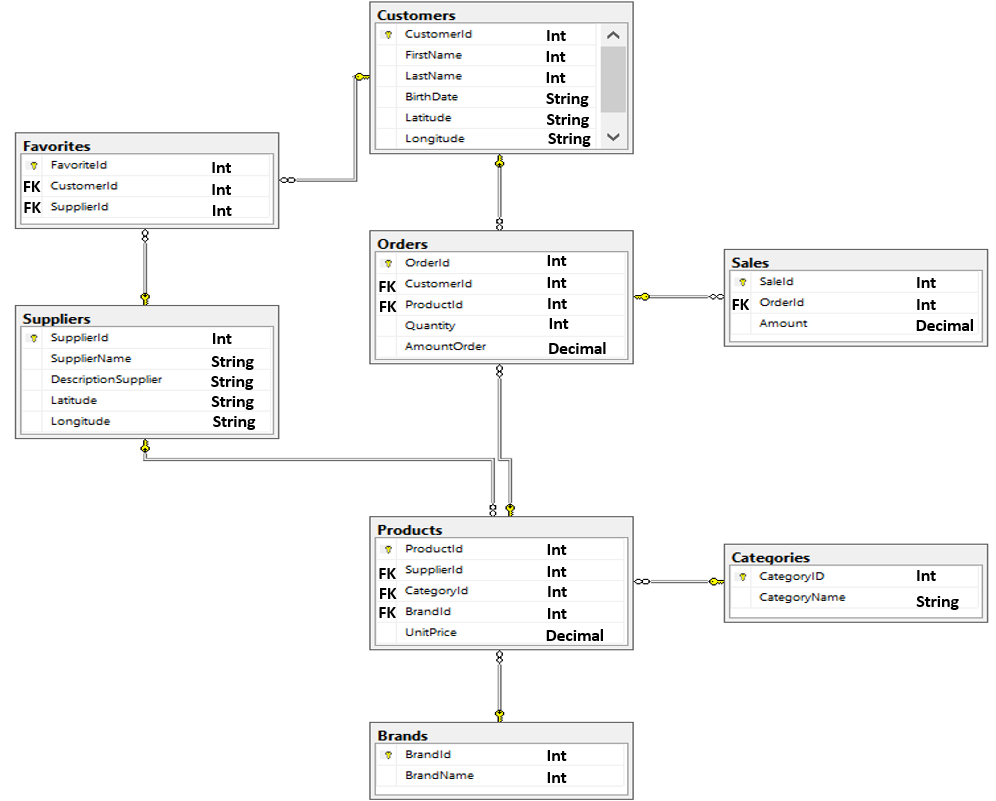 Customers
CustomerId Int
FirstName Int
LastName Int
BirthDate String
Latitude String
Longitude String
Favorites
FavoriteId Int
FK CustomerId Int
FK SupplierId Int
Orders
OrderId Int
FK CustomerId Int
FK ProductId Int
Quantity Int
AmountOrder Decimal
Sales
SaleId Int
FK OrderId Int
Amount Decimal
Suppliers
SupplierId Int
SupplierName String
DescriptionSupplier String
Latitude String
Longitude String
Products
ProductId Int
FK SupplierId Int
FK CategoryId Int
FK BrandId Int
UnitPrice Decimal
Categories
CategoryID Int
CategoryName String
Brands
BrandId Int
BrandName Int